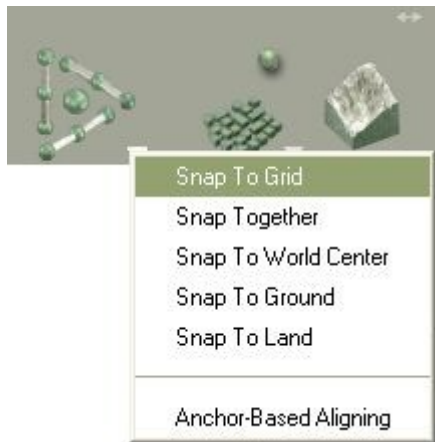 Snap To Grid
Snap Together
Snap To World Center
Snap To Ground
Snap To Land
Anchor-Based Aligning